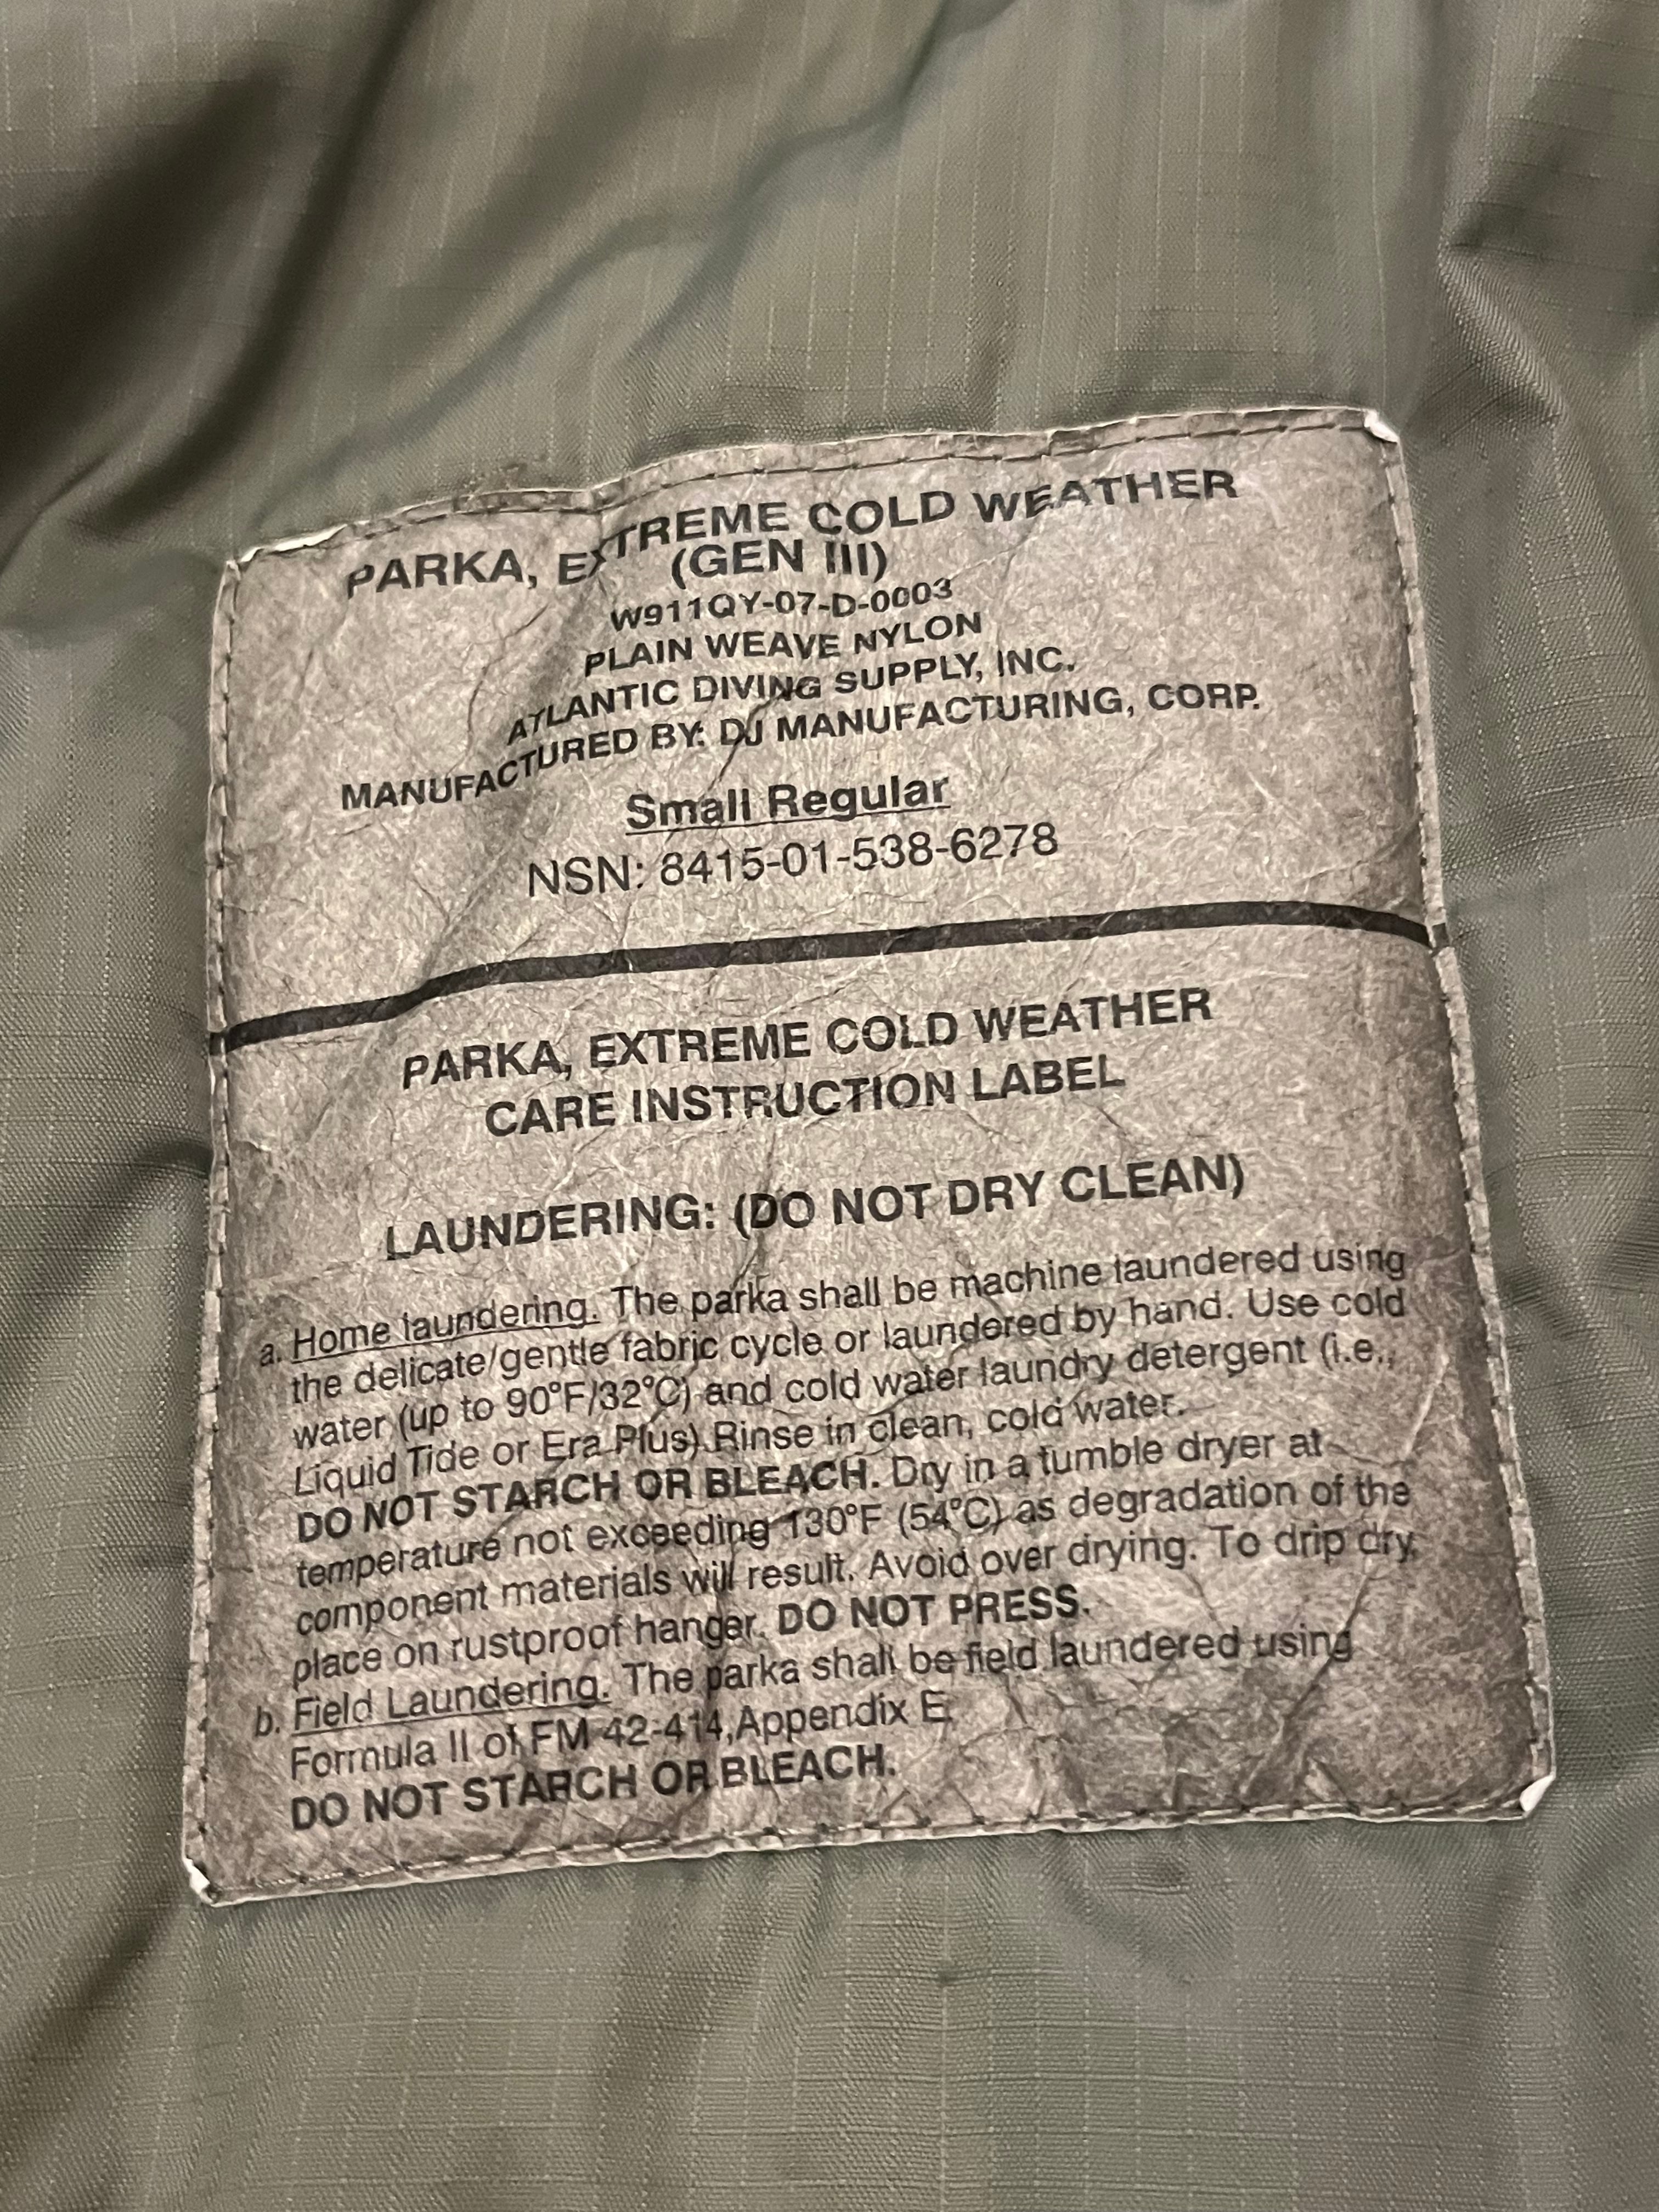 PARKA, EXTREME COLD WEATHER
(GEN III)
W911QY-07-D-0003
PLAIN WEAVE NYLON
ATLANTIC DIVING SUPPLY, INC.
MANUFACTURED BY: DJ MANUFACTURING, CORP.
Small Regular
NSN: 8415-01-538-6278
PARKA, EXTREME COLD WEATHER
CARE INSTRUCTION LABEL
LAUNDERING: (DO NOT DRY CLEAN)
a. Home laundering. The parka shall be machine laundered using
the delicate/gentle fabric cycle or laundered by hand. Use cold
water (up to 90°F/32°C) and cold water laundry detergent (i.e.,
Liquid Tide or Era Plus).Rinse in clean, cold water.
DO NOT STARCH OR BLEACH. Dry in a tumble dryer at
temperature not exceeding 130°F (54°C) as degradation of the
component materials will result. Avoid over drying. To drip dry,
place on rustproof hanger. DO NOT PRESS.
b. Field Laundering. The parka shall be field laundered using
Formula II of FM 42-414,Appendix E.
DO NOT STARCH OR BLEACH.